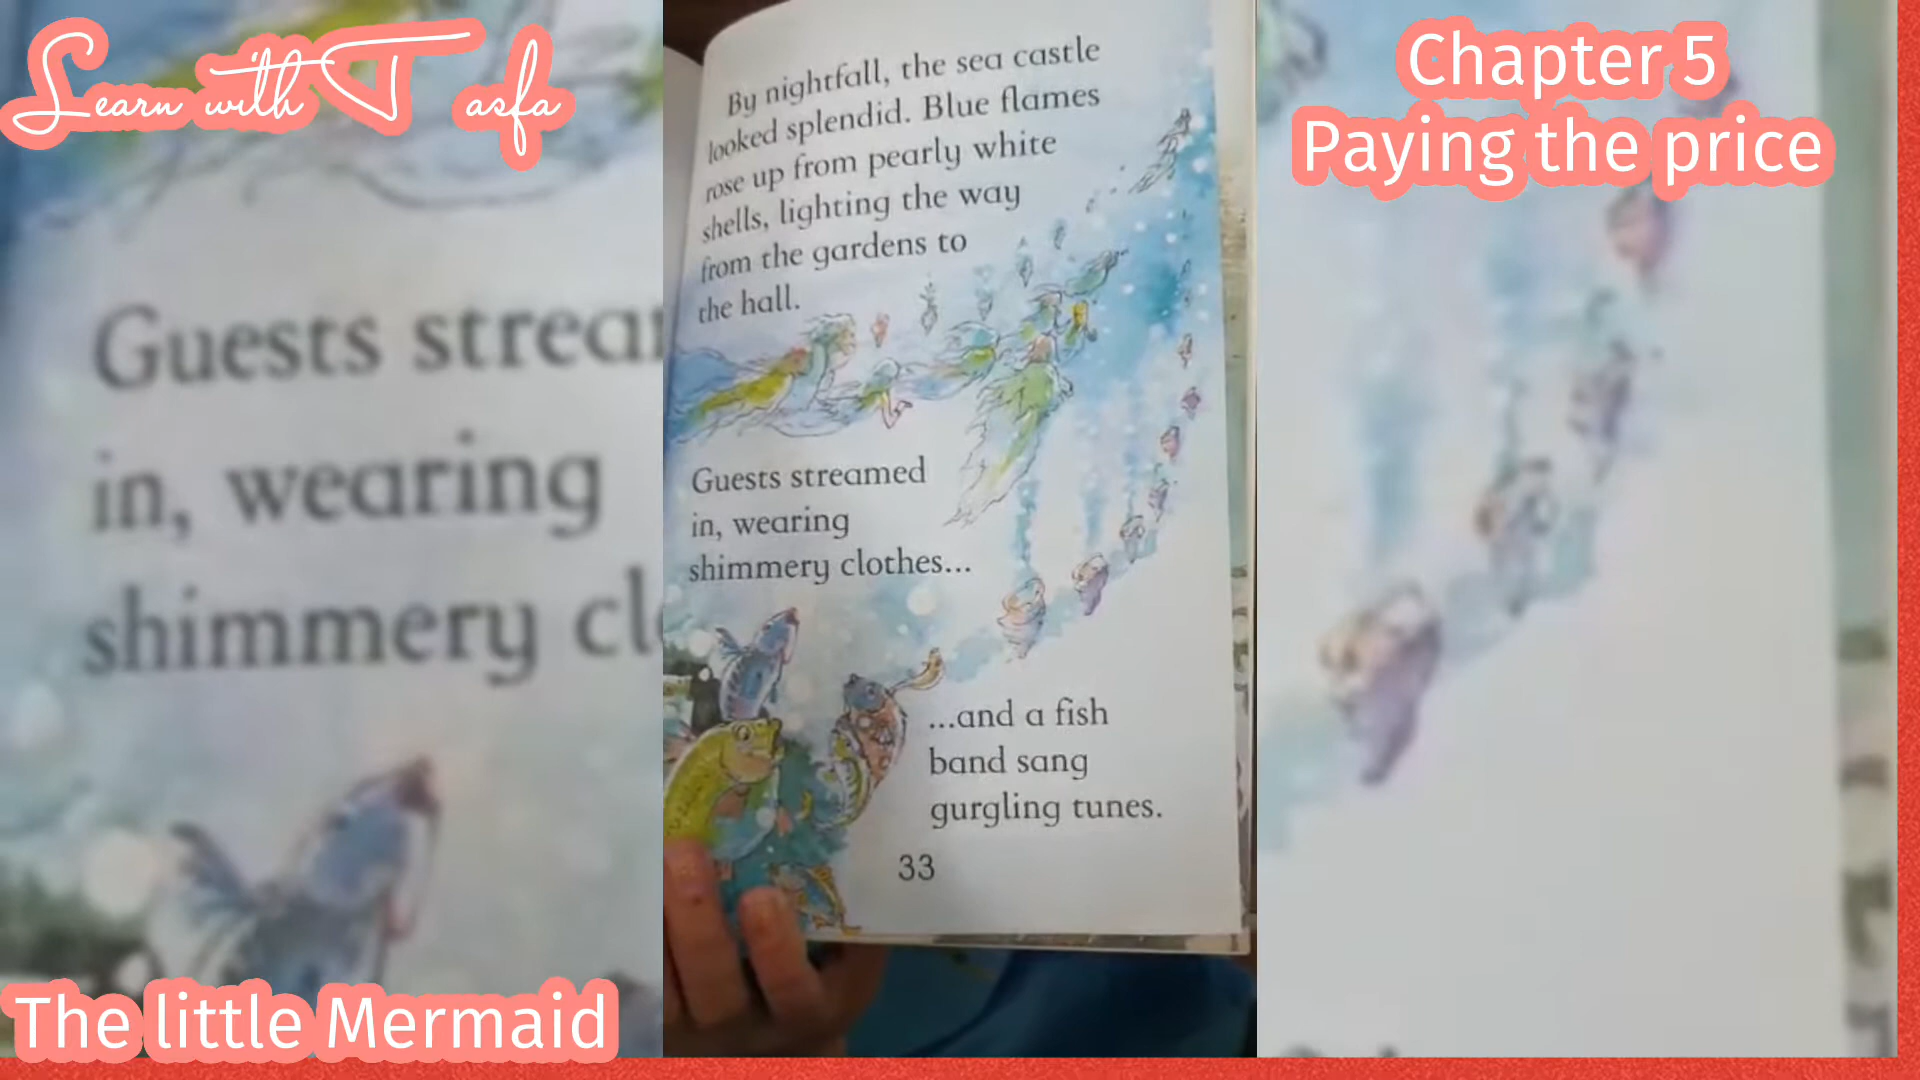 Learn with Tasfa
Chapter 5
Paying the price
By nightfall, the sea castle
looked splendid. Blue flames
rose up from pearly white
shells, lighting the way
from the gardens to
the hall.
Guests streamed
in, wearing
shimmery clothes...
...and a fish
band sang
gurgling tunes.
33
Guests strea
in, wearing
shimmery cl
The little Mermaid